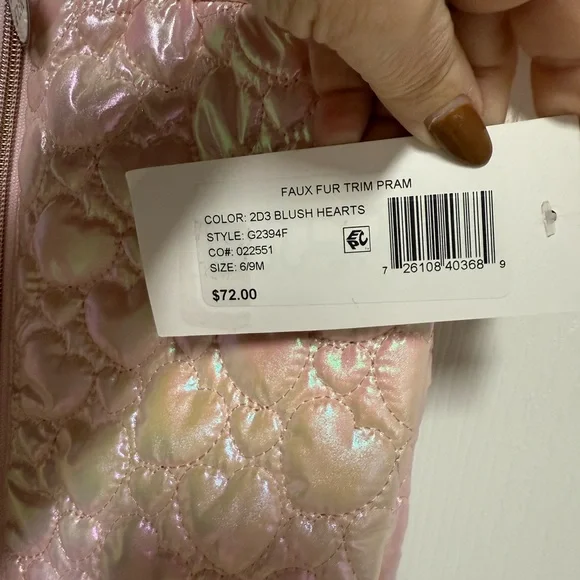 FAUX FUR TRIM PRAM
COLOR: 2D3 BLUSH HEARTS
STYLE: G2394F
CO#: 022551
SIZE: 6/9M
$72.00
7 26108 40368 9